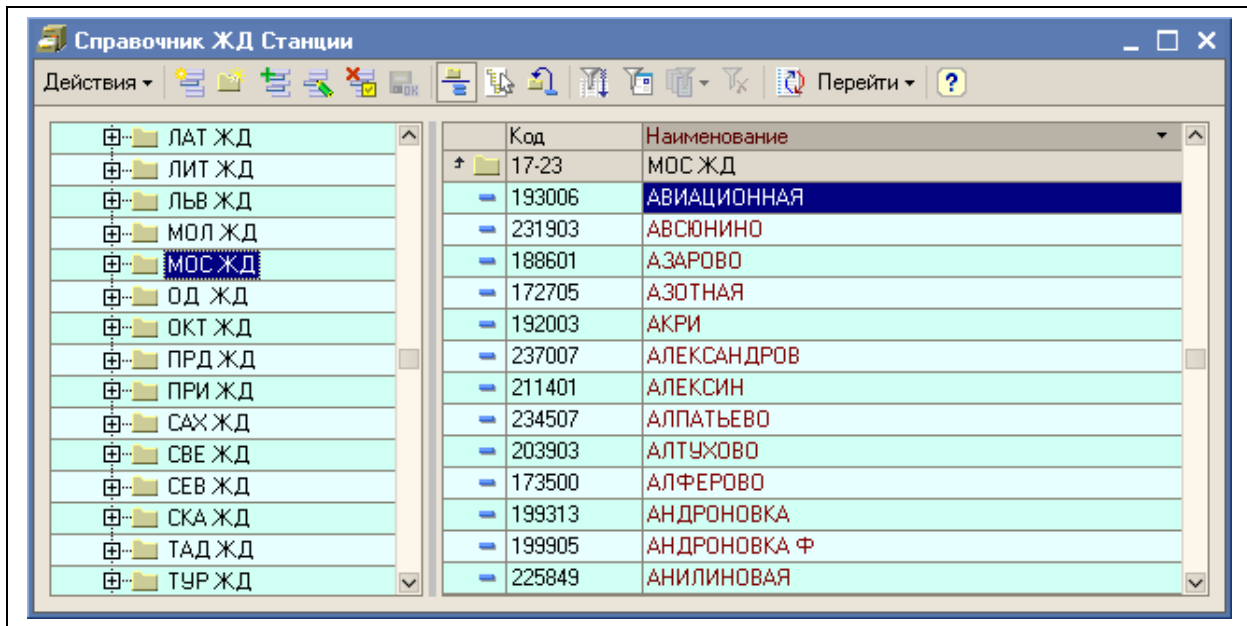 Справочник ЖД Станции
Действия Перейти ?
ЛАТ ЖД
ЛИТ ЖД
ЛЬВ ЖД
МОЛ ЖД
МОС ЖД
ОД ЖД
ОКТ ЖД
ПРД ЖД
ПРИ ЖД
САХ ЖД
СВЕ ЖД
СЕВ ЖД
СКА ЖД
ТАД ЖД
ТУР ЖД
Код Наименование
17-23 МОС ЖД
193006 АВИАЦИОННАЯ
231903 АВСЮНИНО
188601 АЗАРОВО
172705 АЗОТНАЯ
192003 АКРИ
237007 АЛЕКСАНДРОВ
211401 АЛЕКСИН
234507 АЛПАТЬЕВО
203903 АЛТУХОВО
173500 АЛФЕРОВО
199313 АНДРОНОВКА
199905 АНДРОНОВКА Ф
225849 АНИЛИНОВАЯ